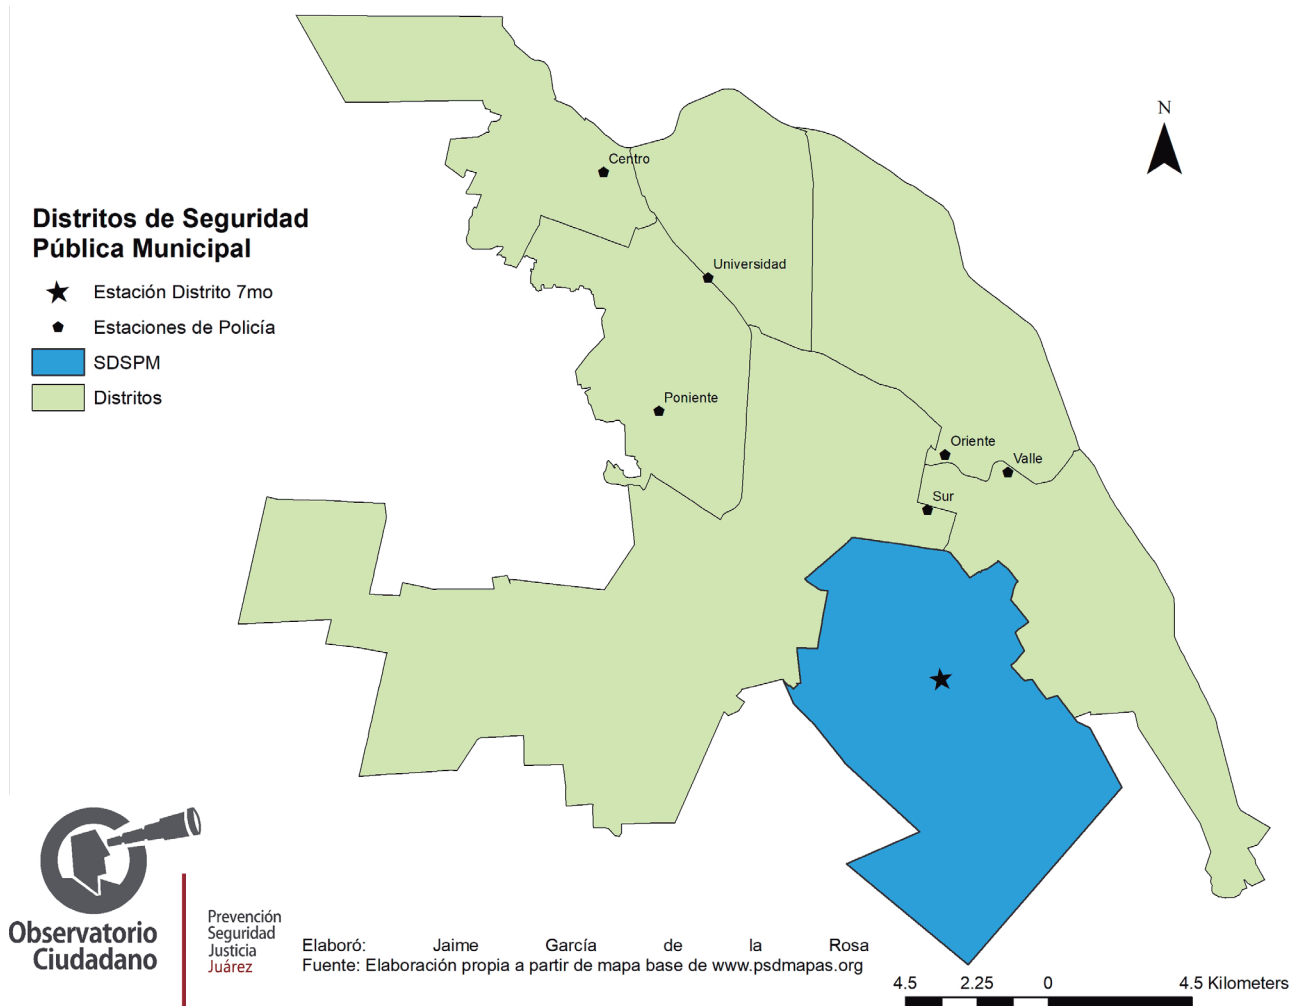 N
Centro
Distritos de Seguridad
Pública Municipal
Universidad
Estación Distrito 7mo
Estaciones de Policía
SDSPM
Distritos
Poniente
Oriente
Valle
Sur
Observatorio
Ciudadano
Prevención
Seguridad
Justicia
Juárez
Elaboró: Jaime García de la Rosa
Fuente: Elaboración propia a partir de mapa base de www.psdmapas.org
4.5 2.25 0 4.5 Kilometers